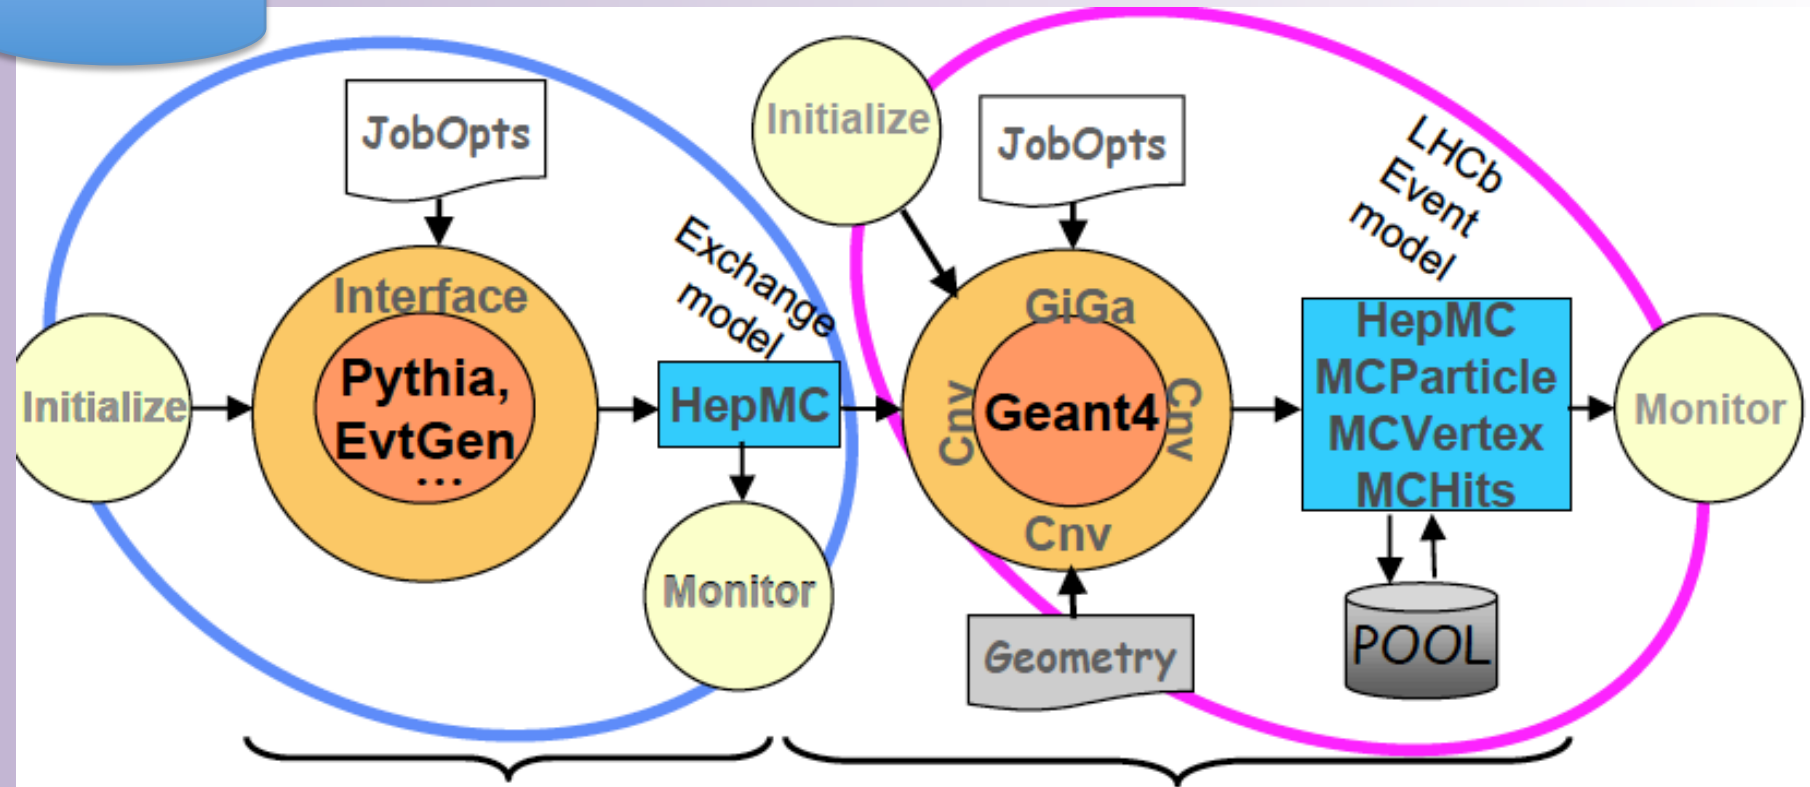 JobOpts
Interface
Pythia,
EvtGen
...
Initialize
Exchange
model
HepMC
Monitor
Initialize
JobOpts
GiGa
Cnv
Geant4
Cnv
Cnv
Geometry
LHCb
Event
model
HepMC
MCParticle
MCVertex
MCHits
POOL
Monitor